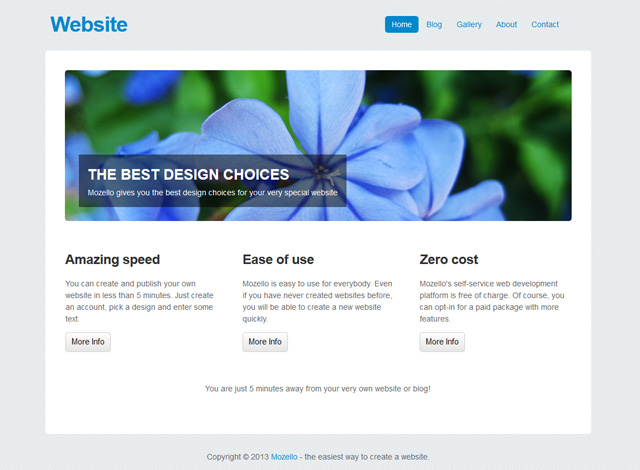 Website
Home Blog Gallery About Contact
THE BEST DESIGN CHOICES
Mozello gives you the best design choices for your very special website
Amazing speed
You can create and publish your own
website in less than 5 minutes. Just create
an account, pick a design and enter some
text.
More Info
Ease of use
Mozello is easy to use for everybody. Even
if you have never created websites before,
you will be able to create a new website
quickly.
More Info
Zero cost
Mozello's self-service web development
platform is free of charge. Of course, you
can opt-in for a paid package with more
features.
More Info
You are just 5 minutes away from your very own website or blog!
Copyright © 2013 Mozello - the easiest way to create a website.